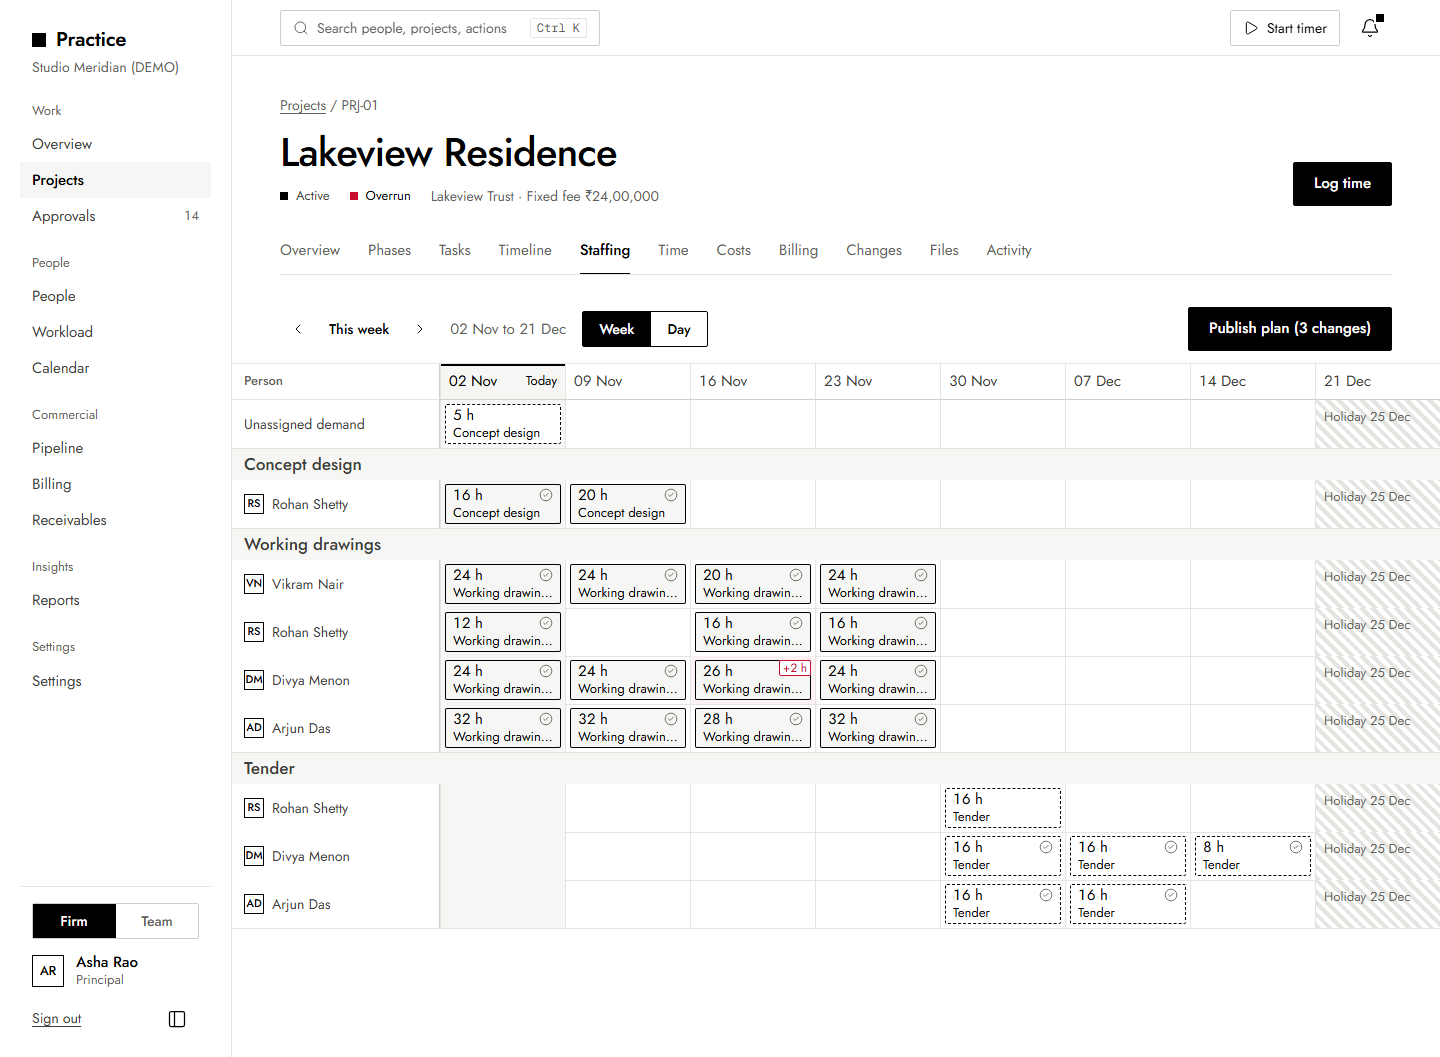 Practice
Studio Meridian (DEMO)
Work
Overview
Projects
Approvals 14
People
People
Workload
Calendar
Commercial
Pipeline
Billing
Receivables
Insights
Reports
Settings
Settings
Firm Team
AR Asha Rao
Principal
Sign out
Search people, projects, actions Ctrl K
Start timer
Projects / PRJ-01
Lakeview Residence
Active Overrun Lakeview Trust · Fixed fee ₹24,00,000
Log time
Overview Phases Tasks Timeline Staffing Time Costs Billing Changes Files Activity
This week 02 Nov to 21 Dec Week Day
Publish plan (3 changes)
Person 02 Nov Today 09 Nov 16 Nov 23 Nov 30 Nov 07 Dec 14 Dec 21 Dec
Unassigned demand 5 h Holiday 25 Dec
Concept design
Concept design
RS Rohan Shetty 16 h 20 h Holiday 25 Dec
Concept design Concept design
Working drawings
VN Vikram Nair 24 h 24 h 20 h 24 h Holiday 25 Dec
Working drawin... Working drawin... Working drawin... Working drawin...
RS Rohan Shetty 12 h 16 h 16 h Holiday 25 Dec
Working drawin... Working drawin... Working drawin...
DM Divya Menon 24 h 24 h 26 h +2 h 24 h Holiday 25 Dec
Working drawin... Working drawin... Working drawin... Working drawin...
AD Arjun Das 32 h 32 h 28 h 32 h Holiday 25 Dec
Working drawin... Working drawin... Working drawin... Working drawin...
Tender
RS Rohan Shetty 16 h Holiday 25 Dec
Tender
DM Divya Menon 16 h 16 h 8 h Holiday 25 Dec
Tender Tender Tender
AD Arjun Das 16 h 16 h Holiday 25 Dec
Tender Tender